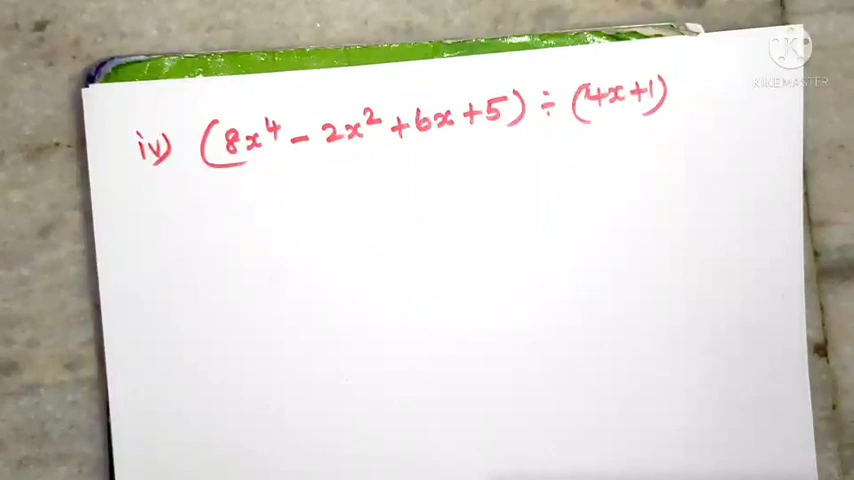 iv) (8x⁴ - 2x² + 6x + 5) ÷ (4x+1)
KINEMASTER